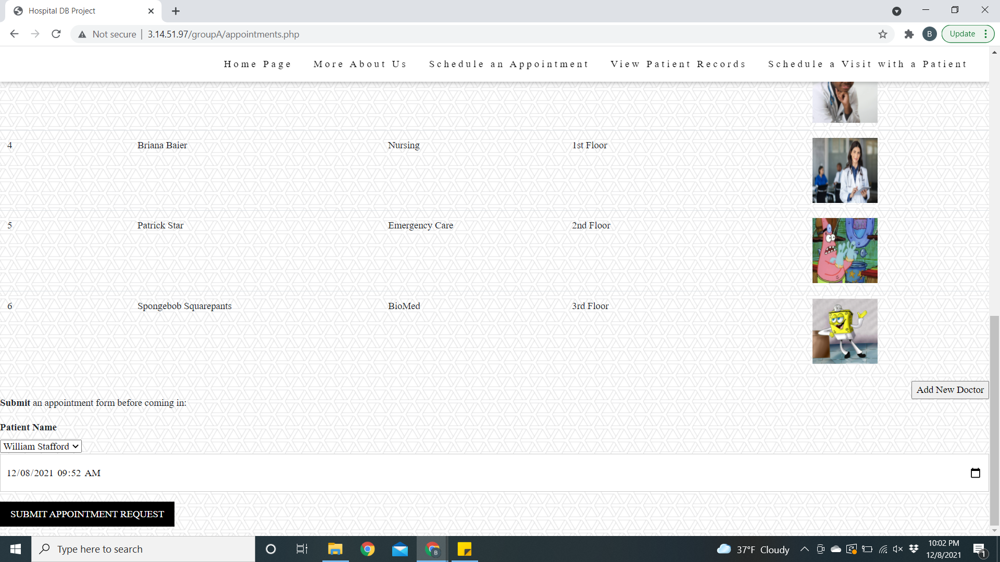 Hospital DB Project
Not secure | 3.14.51.97/groupA/appointments.php
B
Update
Home Page
More About Us
Schedule an Appointment
View Patient Records
Schedule a Visit with a Patient
4 Briana Baier Nursing 1st Floor
5 Patrick Star Emergency Care 2nd Floor
6 Spongebob Squarepants BioMed 3rd Floor
Add New Doctor
Submit an appointment form before coming in:
Patient Name
William Stafford
12/08/2021 09:52 AM
SUBMIT APPOINTMENT REQUEST
Type here to search
B
37°F Cloudy
10:02 PM
12/8/2021
1